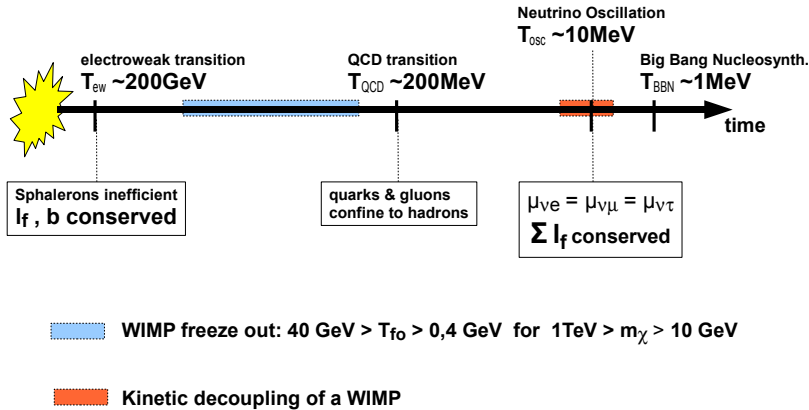 Neutrino Oscillation
Tosc ~10MeV
electroweak transition
Tew ~200GeV
QCD transition
TQCD ~200MeV
Big Bang Nucleosynth.
TBBN ~1MeV
time
Sphalerons inefficient
lf , b conserved
quarks & gluons
confine to hadrons
μνe = μνμ = μντ
Σ lf conserved
WIMP freeze out: 40 GeV > Tfo > 0,4 GeV for 1TeV > mχ > 10 GeV
Kinetic decoupling of a WIMP